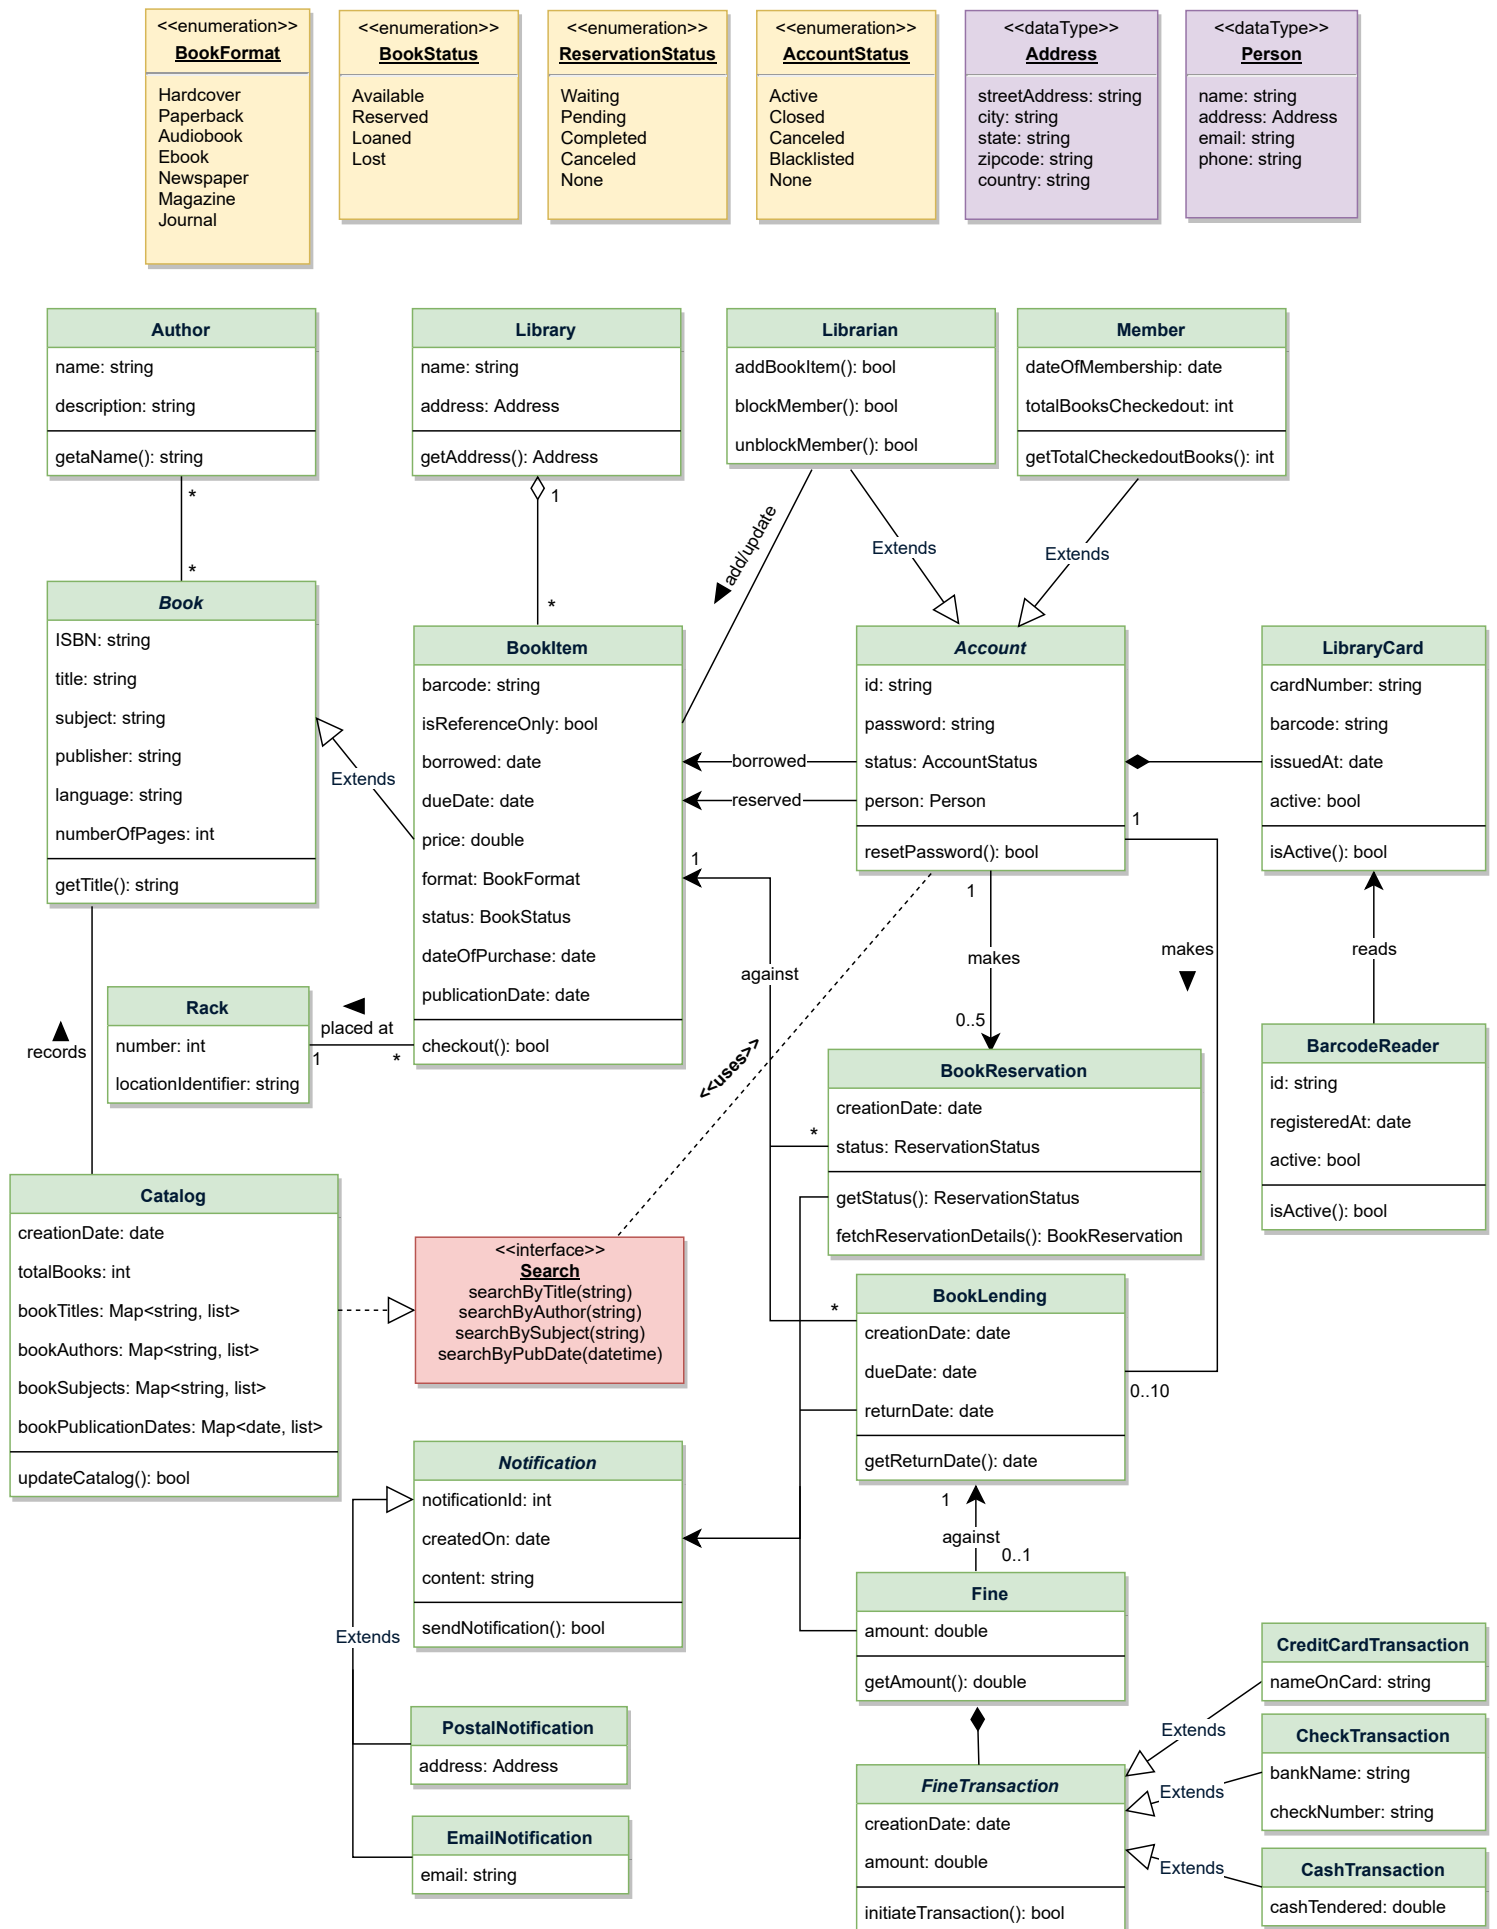 <<enumeration>>
BookFormat
Hardcover
Paperback
Audiobook
Ebook
Newspaper
Magazine
Journal
<<enumeration>>
BookStatus
Available
Reserved
Loaned
Lost
<<enumeration>>
ReservationStatus
Waiting
Pending
Completed
Canceled
None
<<enumeration>>
AccountStatus
Active
Closed
Canceled
Blacklisted
None
<<dataType>>
Address
streetAddress: string
city: string
state: string
zipcode: string
country: string
<<dataType>>
Person
name: string
address: Address
email: string
phone: string
Author
name: string
description: string
getaName(): string
Library
name: string
address: Address
getAddress(): Address
Librarian
addBookItem(): bool
blockMember(): bool
unblockMember(): bool
Member
dateOfMembership: date
totalBooksCheckedout: int
getTotalCheckedoutBooks(): int
*
*
1
*
add/update
Extends
Extends
Book
ISBN: string
title: string
subject: string
publisher: string
language: string
numberOfPages: int
getTitle(): string
Extends
BookItem
barcode: string
isReferenceOnly: bool
borrowed: date
dueDate: date
price: double
format: BookFormat
status: BookStatus
dateOfPurchase: date
publicationDate: date
checkout(): bool
borrowed
reserved
1
Account
id: string
password: string
status: AccountStatus
person: Person
resetPassword(): bool
1
LibraryCard
cardNumber: string
barcode: string
issuedAt: date
active: bool
isActive(): bool
1
makes
0..5
makes
reads
against
<<uses>>
records
Rack
number: int
locationIdentifier: string
placed at
1
*
BookReservation
creationDate: date
status: ReservationStatus
getStatus(): ReservationStatus
fetchReservationDetails(): BookReservation
*
BarcodeReader
id: string
registeredAt: date
active: bool
isActive(): bool
Catalog
creationDate: date
totalBooks: int
bookTitles: Map<string, list>
bookAuthors: Map<string, list>
bookSubjects: Map<string, list>
bookPublicationDates: Map<date, list>
updateCatalog(): bool
<<interface>>
Search
searchByTitle(string)
searchByAuthor(string)
searchBySubject(string)
searchByPubDate(datetime)
*
BookLending
creationDate: date
dueDate: date
returnDate: date
getReturnDate(): date
0..10
Notification
notificationId: int
createdOn: date
content: string
sendNotification(): bool
Extends
1
against
0..1
Fine
amount: double
getAmount(): double
PostalNotification
address: Address
EmailNotification
email: string
FineTransaction
creationDate: date
amount: double
initiateTransaction(): bool
Extends
Extends
Extends
CreditCardTransaction
nameOnCard: string
CheckTransaction
bankName: string
checkNumber: string
CashTransaction
cashTendered: double